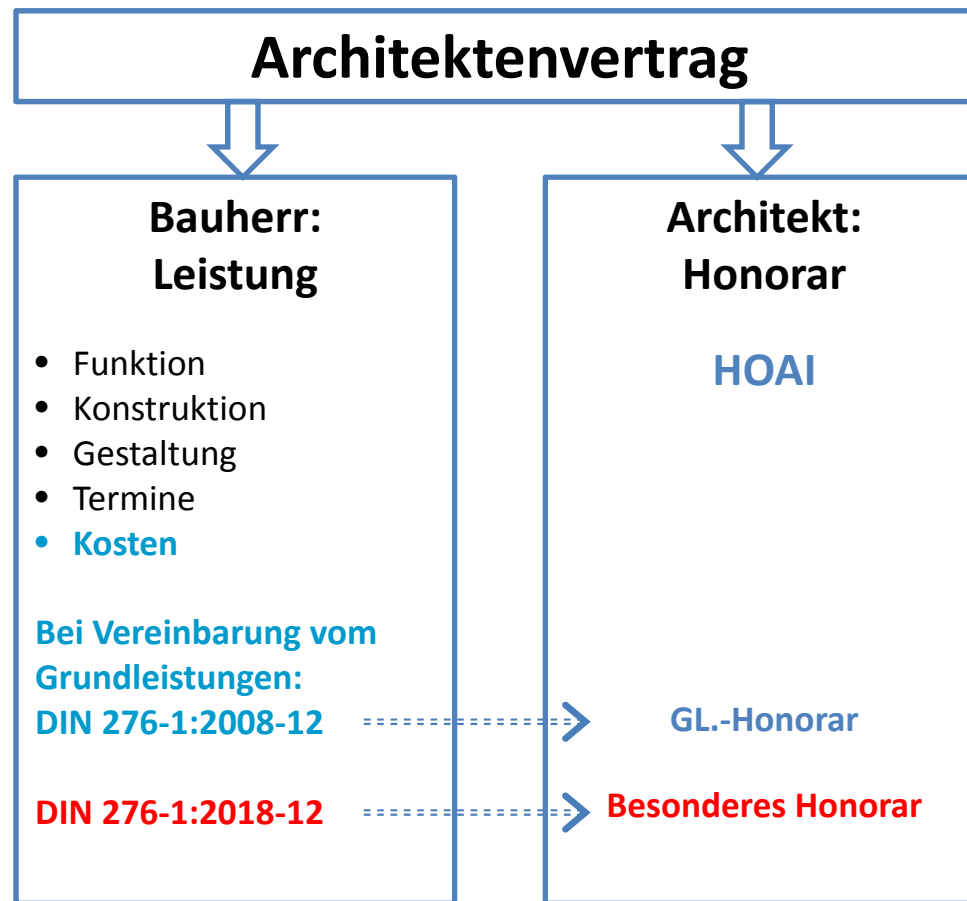 Architektenvertrag
Bauherr:
Leistung
• Funktion
• Konstruktion
• Gestaltung
• Termine
• Kosten
Bei Vereinbarung vom
Grundleistungen:
DIN 276-1:2008-12
DIN 276-1:2018-12
Architekt:
Honorar
HOAI
GL.-Honorar
Besonderes Honorar